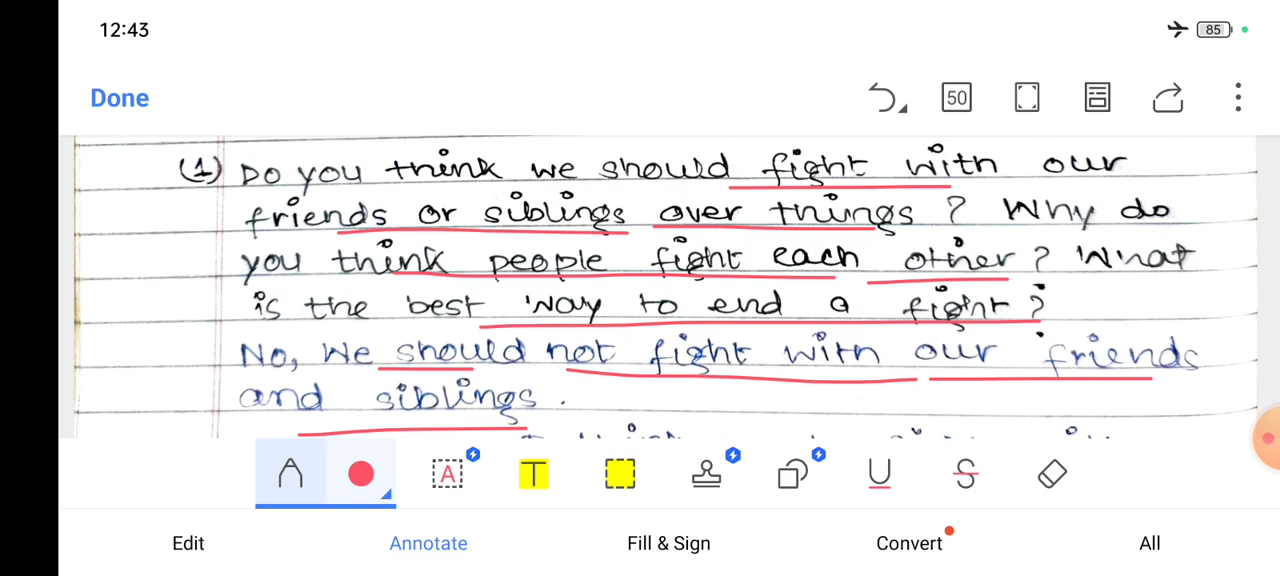 12:43
85
Done
50
(1) Do you think we should fight with our
friends or siblings over things? Why do
you think people fight each other? What
is the best way to end a fight?
No, we should not fight with our friends
and siblings.
A
T
U
S
Edit
Annotate
Fill & Sign
Convert
All